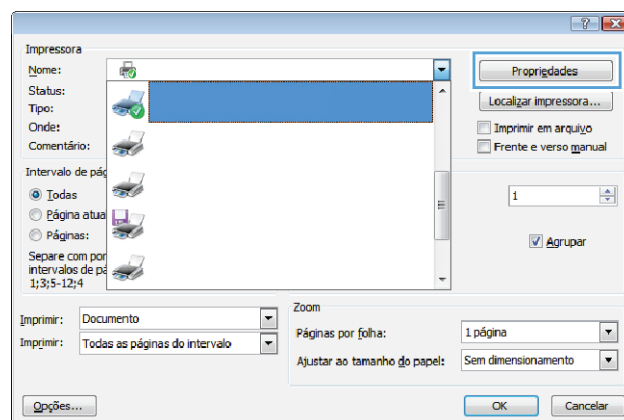 Impressora
Nome:
Propriedades
Status:
Tipo:
Localizar impressora...
Onde:
Imprimir em arquivo
Comentário:
Frente e verso manual
Intervalo de pág
Todas
1
Página atua
Páginas:
Agrupar
Separe com por
intervalos de pá
1;3;5-12;4
Zoom
Imprimir: Documento
Páginas por folha: 1 página
Imprimir: Todas as páginas do intervalo
Ajustar ao tamanho do papel: Sem dimensionamento
Opções...
OK
Cancelar